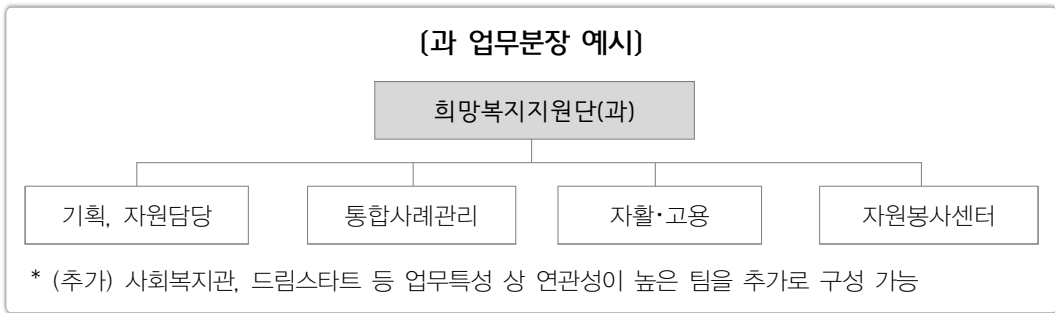 〔과 업무분장 예시〕
희망복지지원단(과)
기획, 자원담당
통합사례관리
자활·고용
자원봉사센터
* (추가) 사회복지관, 드림스타트 등 업무특성 상 연관성이 높은 팀을 추가로 구성 가능